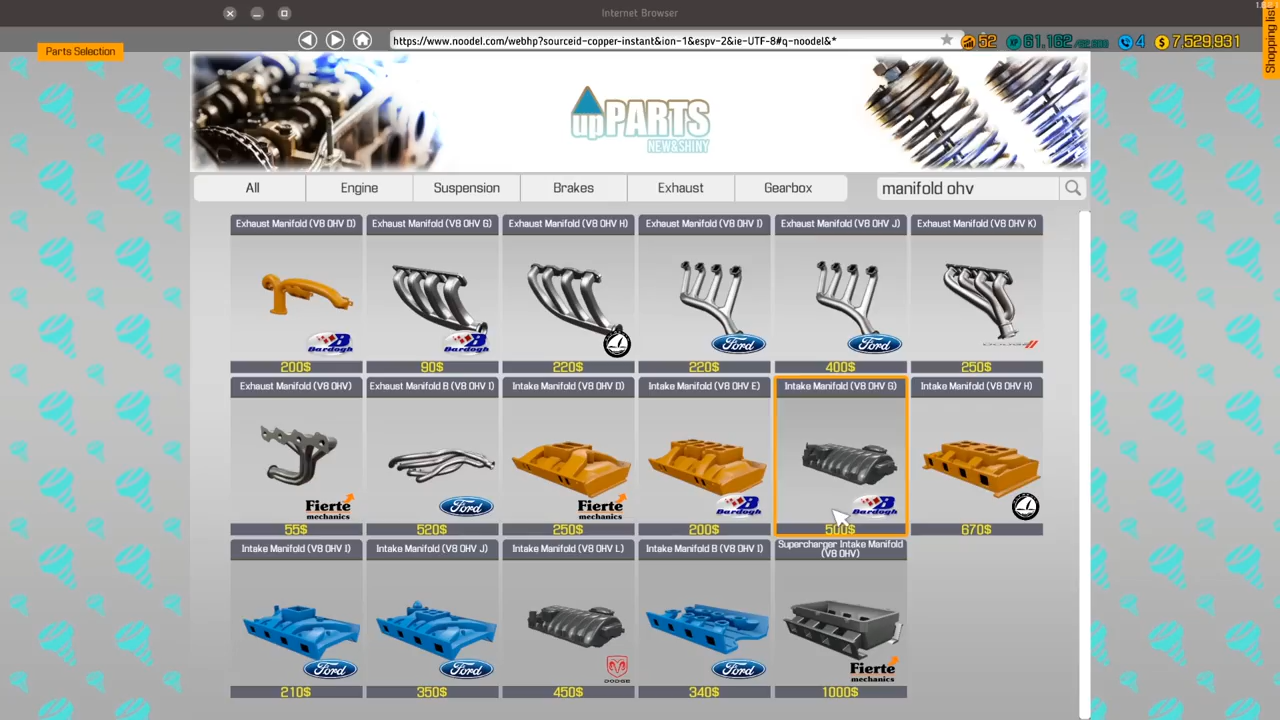 Internet Browser
Parts Selection
https://www.noodel.com/webhp?sourceid-copper-instant&ion-1&espv-2&ie-UTF-8#q-noodel&*
52
61,162
4
7,529,931
Shopping list
upPARTS
NEW&SHINY
All
Engine
Suspension
Brakes
Exhaust
Gearbox
manifold ohv
Exhaust Manifold (V8 OHV D)
Exhaust Manifold (V8 OHV G)
Exhaust Manifold (V8 OHV H)
Exhaust Manifold (V8 OHV I)
Exhaust Manifold (V8 OHV J)
Exhaust Manifold (V8 OHV K)
Bardogh
Bardogh
Ford
Ford
DODGE
200$
90$
220$
220$
400$
250$
Exhaust Manifold (V8 OHV)
Exhaust Manifold B (V8 OHV I)
Intake Manifold (V8 OHV D)
Intake Manifold (V8 OHV E)
Intake Manifold (V8 OHV G)
Intake Manifold (V8 OHV H)
Fierte
mechanics
Ford
Fierte
mechanics
Bardogh
Bardogh
55$
520$
250$
200$
500$
670$
Intake Manifold (V8 OHV I)
Intake Manifold (V8 OHV J)
Intake Manifold (V8 OHV L)
Intake Manifold B (V8 OHV I)
Supercharger Intake Manifold
(V8 OHV)
Ford
Ford
DODGE
Ford
Fierte
mechanics
210$
350$
450$
340$
1000$